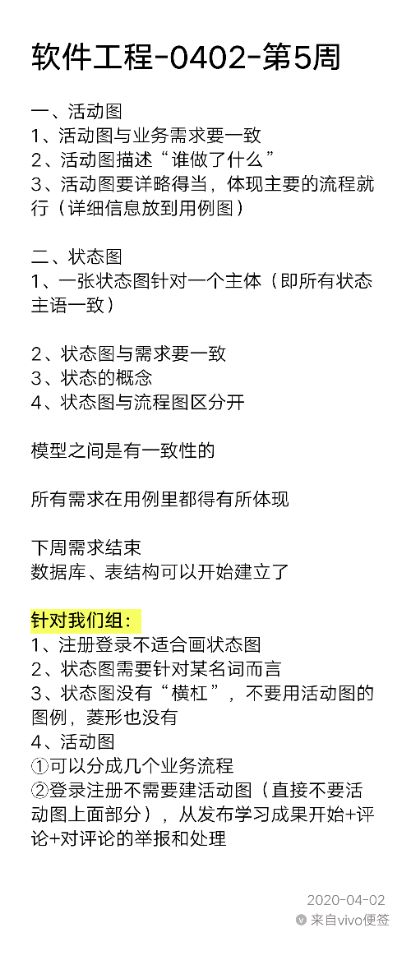 软件工程-0402-第5周
一、活动图
1、活动图与业务需求要一致
2、活动图描述“谁做了什么”
3、活动图要详略得当，体现主要的流程就
行（详细信息放到用例图）
二、状态图
1、一张状态图针对一个主体（即所有状态
主语一致）
2、状态图与需求要一致
3、状态的概念
4、状态图与流程图区分开
模型之间是有一致性的
所有需求在用例里都得有所体现
下周需求结束
数据库、表结构可以开始建立了
针对我们组：
1、注册登录不适合画状态图
2、状态图需要针对某名词而言
3、状态图没有“横杠”，不要用活动图的
图例，菱形也没有
4、活动图
①可以分成几个业务流程
②登录注册不需要建活动图（直接不要活
动图上面部分），从发布学习成果开始+评
论+对评论的举报和处理
2020-04-02
来自vivo便签